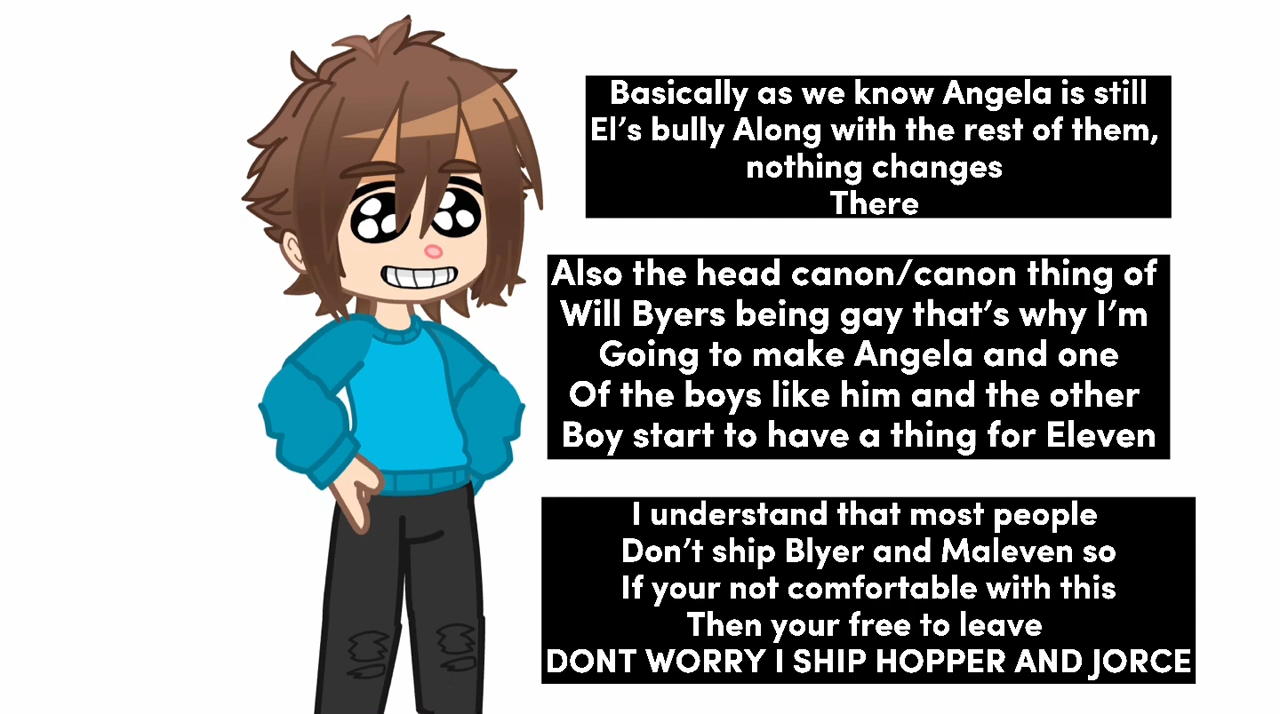 Basically as we know Angela is still
El's bully Along with the rest of them,
nothing changes
There
Also the head canon/canon thing of
Will Byers being gay that's why I'm
Going to make Angela and one
Of the boys like him and the other
Boy start to have a thing for Eleven
I understand that most people
Don't ship Blyer and Maleven so
If your not comfortable with this
Then your free to leave
DONT WORRY I SHIP HOPPER AND JORCE